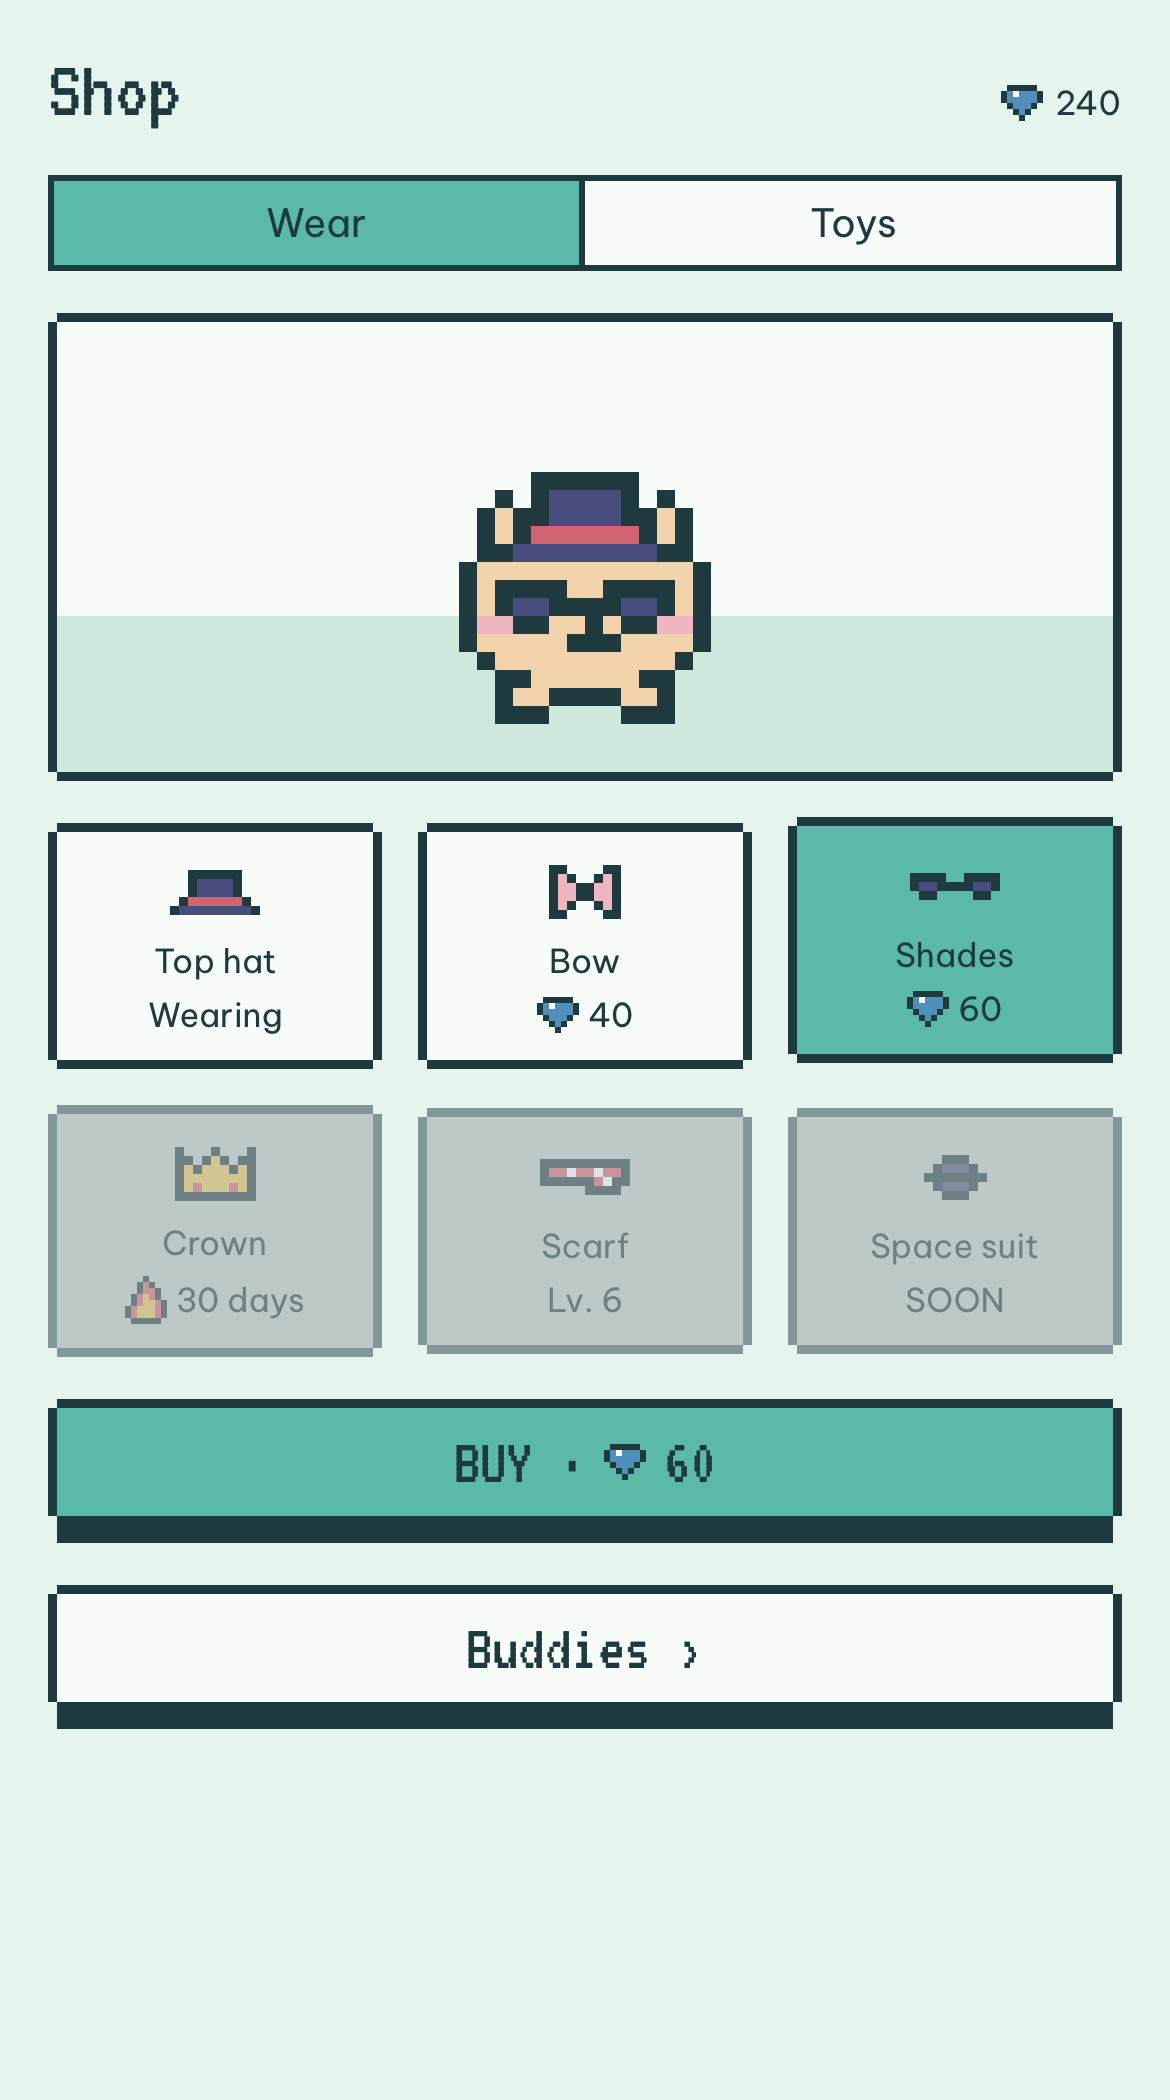 Shop
240
Wear
Toys
Top hat
Wearing
Bow
40
Shades
60
Crown
30 days
Scarf
Lv. 6
Space suit
SOON
BUY · 60
Buddies ›